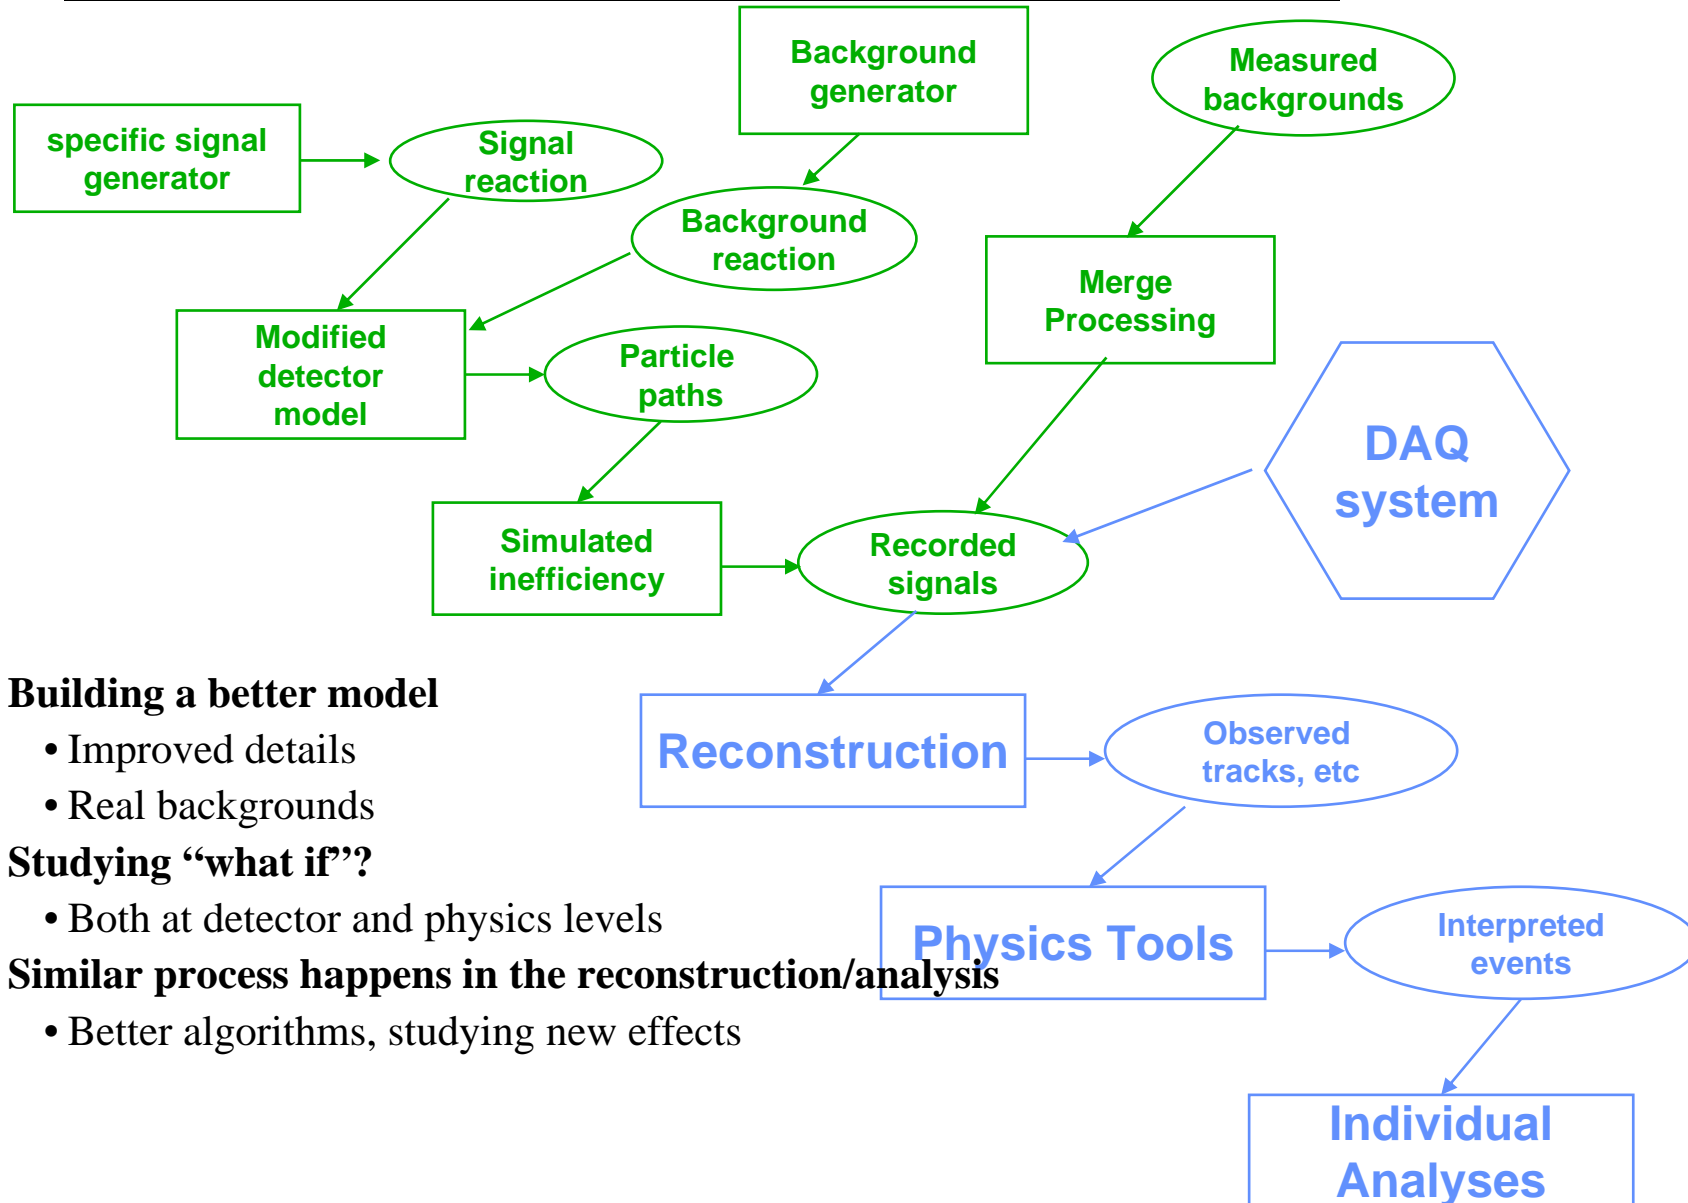 Background
generator
Measured
backgrounds
specific signal
generator
Signal
reaction
Background
reaction
Merge
Processing
Modified
detector
model
Particle
paths
DAQ
system
Simulated
inefficiency
Recorded
signals
Building a better model
• Improved details
• Real backgrounds
Studying “what if”?
• Both at detector and physics levels
Similar process happens in the reconstruction/analysis
• Better algorithms, studying new effects
Reconstruction
Observed
tracks, etc
Physics Tools
Interpreted
events
Individual
Analyses